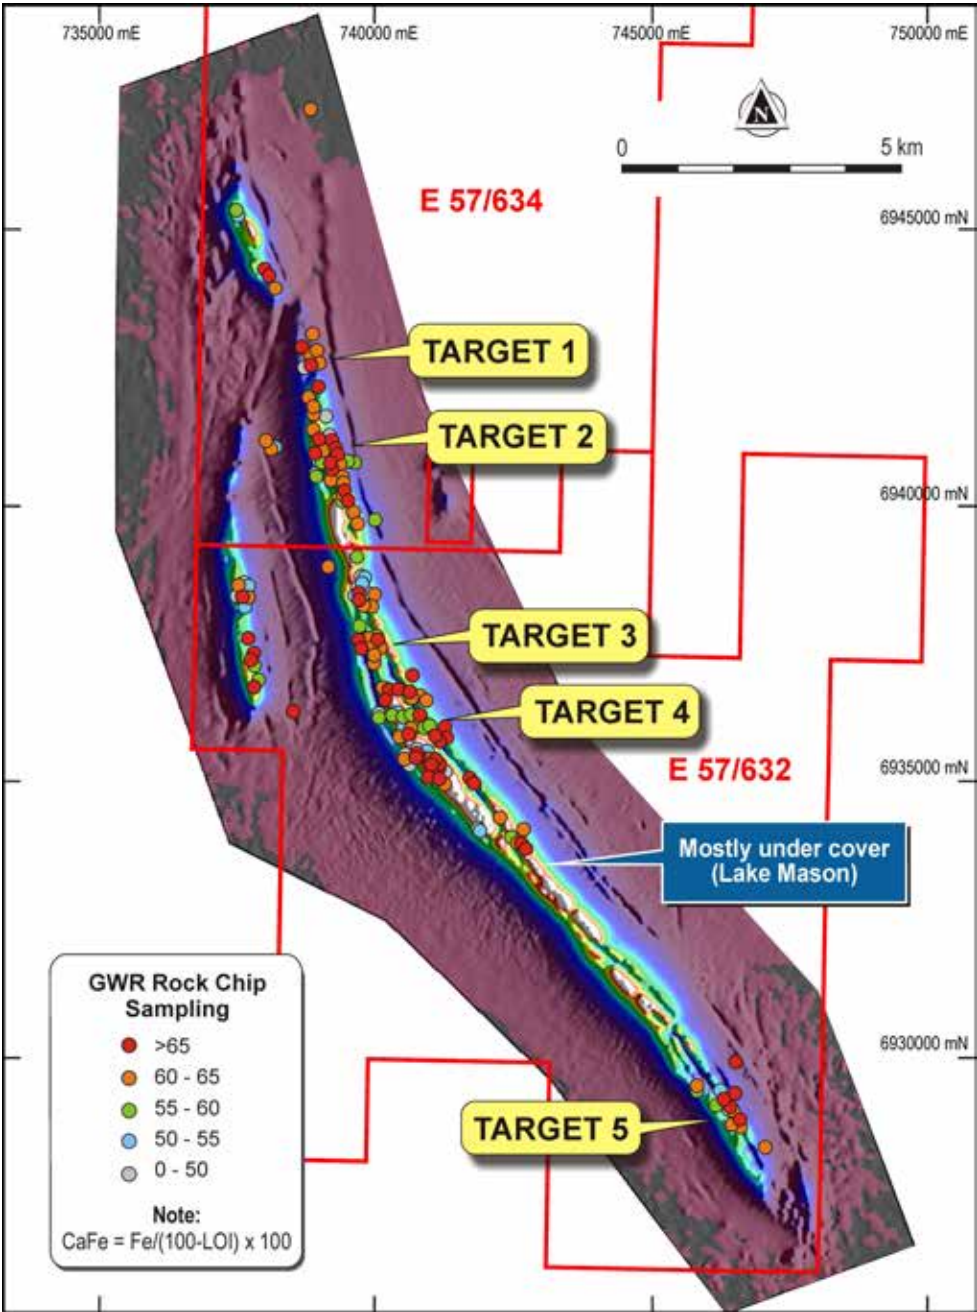 735000 mE
740000 mE
745000 mE
750000 mE
N
0
5 km
E 57/634
6945000 mN
TARGET 1
TARGET 2
6940000 mN
TARGET 3
TARGET 4
E 57/632
6935000 mN
Mostly under cover
(Lake Mason)
GWR Rock Chip
Sampling
>65
60 - 65
55 - 60
50 - 55
0 - 50
Note:
CaFe = Fe/(100-LOI) x 100
6930000 mN
TARGET 5